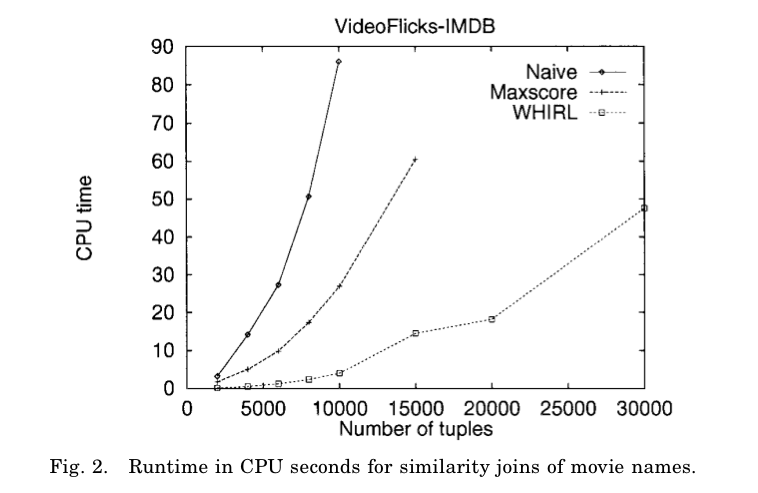 VideoFlicks-IMDB
90
80
70
60
50
40
30
20
10
0
CPU time
Naive
Maxscore
WHIRL
0 5000 10000 15000 20000 25000 30000
Number of tuples
Fig. 2. Runtime in CPU seconds for similarity joins of movie names.